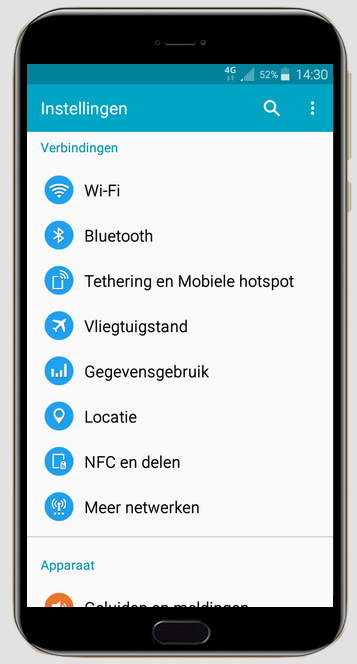 4G 52% 14:30
Instellingen
Verbindingen
Wi-Fi
Bluetooth
Tethering en Mobiele hotspot
Vliegtuigstand
Gegevensgebruik
Locatie
NFC en delen
Meer netwerken
Apparaat
Geluiden en meldingen